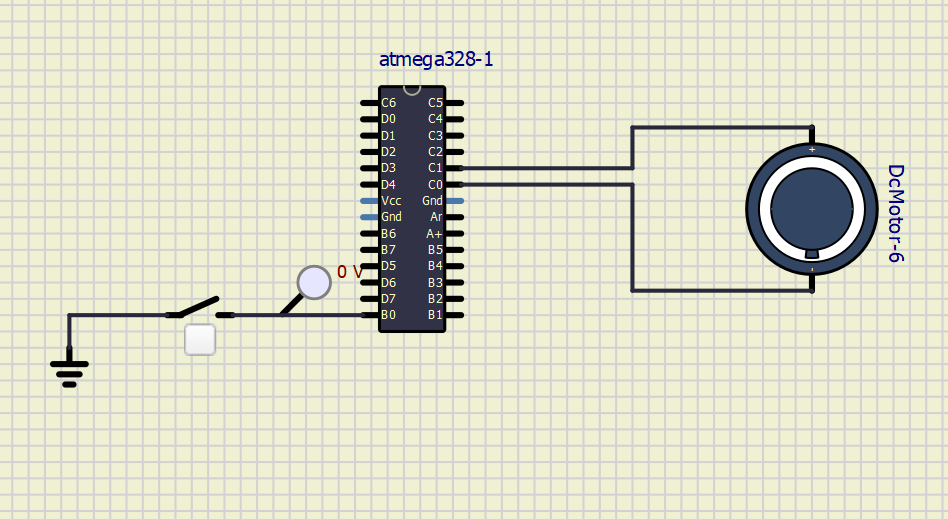 atmega328-1
C6 C5
D0 C4
D1 C3
D2 C2
D3 C1
D4 C0
Vcc Gnd
Gnd Ar
B6 A+
B7 B5
D5 B4
D6 B3
D7 B2
B0 B1
0 V
+
-
DcMotor-6